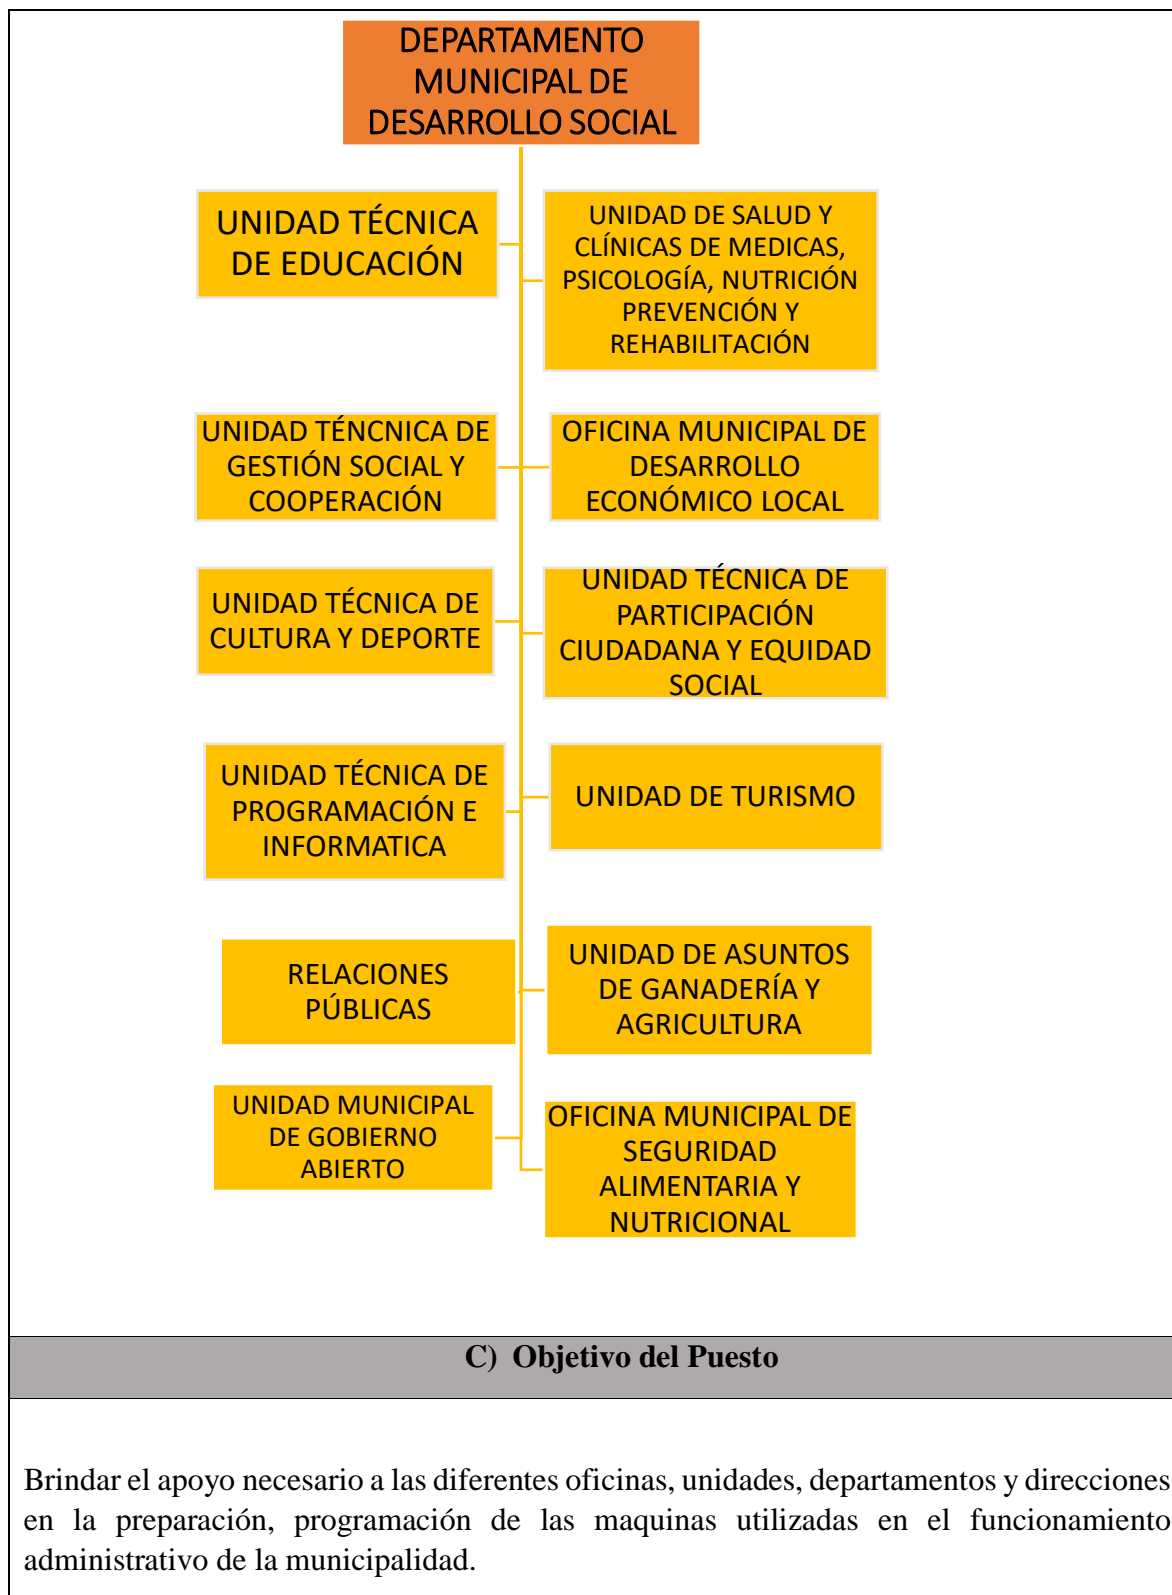 DEPARTAMENTO
MUNICIPAL DE
DESARROLLO SOCIAL
UNIDAD TÉCNICA
DE EDUCACIÓN
UNIDAD DE SALUD Y
CLÍNICAS DE MEDICAS,
PSICOLOGÍA, NUTRICIÓN
PREVENCIÓN Y
REHABILITACIÓN
UNIDAD TÉNCNICA DE
GESTIÓN SOCIAL Y
COOPERACIÓN
OFICINA MUNICIPAL DE
DESARROLLO
ECONÓMICO LOCAL
UNIDAD TÉCNICA DE
CULTURA Y DEPORTE
UNIDAD TÉCNICA DE
PARTICIPACIÓN
CIUDADANA Y EQUIDAD
SOCIAL
UNIDAD TÉCNICA DE
PROGRAMACIÓN E
INFORMATICA
UNIDAD DE TURISMO
RELACIONES
PÚBLICAS
UNIDAD DE ASUNTOS
DE GANADERÍA Y
AGRICULTURA
UNIDAD MUNICIPAL
DE GOBIERNO
ABIERTO
OFICINA MUNICIPAL DE
SEGURIDAD
ALIMENTARIA Y
NUTRICIONAL
C) Objetivo del Puesto
Brindar el apoyo necesario a las diferentes oficinas, unidades, departamentos y direcciones
en la preparación, programación de las maquinas utilizadas en el funcionamiento
administrativo de la municipalidad.